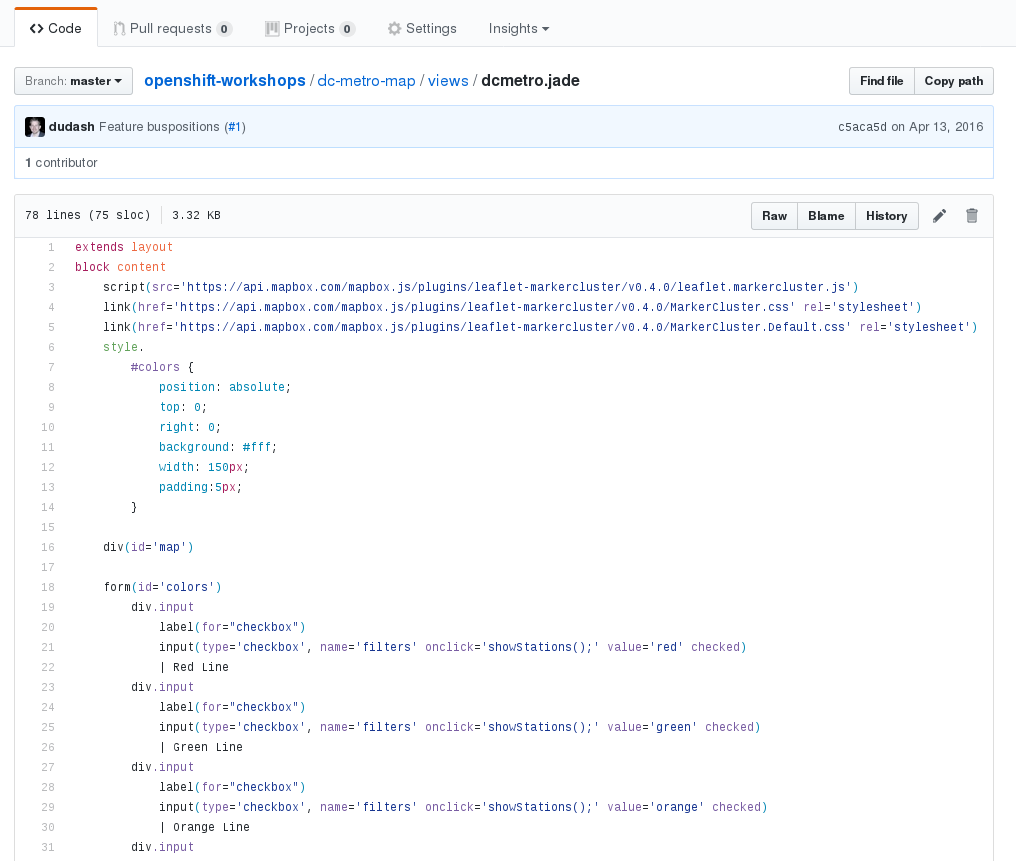 Code Pull requests 0 Projects 0 Settings Insights
Branch: master openshift-workshops / dc-metro-map / views / dcmetro.jade Find file Copy path
dudash Feature buspositions (#1) c5aca5d on Apr 13, 2016
1 contributor
78 lines (75 sloc) 3.32 KB Raw Blame History
1 extends layout
2 block content
3 script(src='https://api.mapbox.com/mapbox.js/plugins/leaflet-markercluster/v0.4.0/leaflet.markercluster.js')
4 link(href='https://api.mapbox.com/mapbox.js/plugins/leaflet-markercluster/v0.4.0/MarkerCluster.css' rel='stylesheet')
5 link(href='https://api.mapbox.com/mapbox.js/plugins/leaflet-markercluster/v0.4.0/MarkerCluster.Default.css' rel='stylesheet')
6 style.
7 #colors {
8 position: absolute;
9 top: 0;
10 right: 0;
11 background: #fff;
12 width: 150px;
13 padding:5px;
14 }
15
16 div(id='map')
17
18 form(id='colors')
19 div.input
20 label(for="checkbox")
21 input(type='checkbox', name='filters' onclick='showStations();' value='red' checked)
22 | Red Line
23 div.input
24 label(for="checkbox")
25 input(type='checkbox', name='filters' onclick='showStations();' value='green' checked)
26 | Green Line
27 div.input
28 label(for="checkbox")
29 input(type='checkbox', name='filters' onclick='showStations();' value='orange' checked)
30 | Orange Line
31 div.input